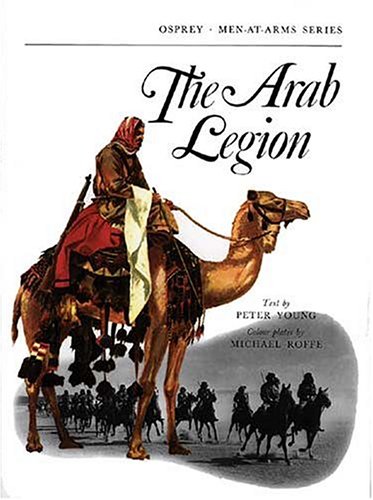 OSPREY · MEN-AT-ARMS SERIES
The Arab
Legion
Text by
PETER YOUNG
Colour plates by
MICHAEL ROFFE